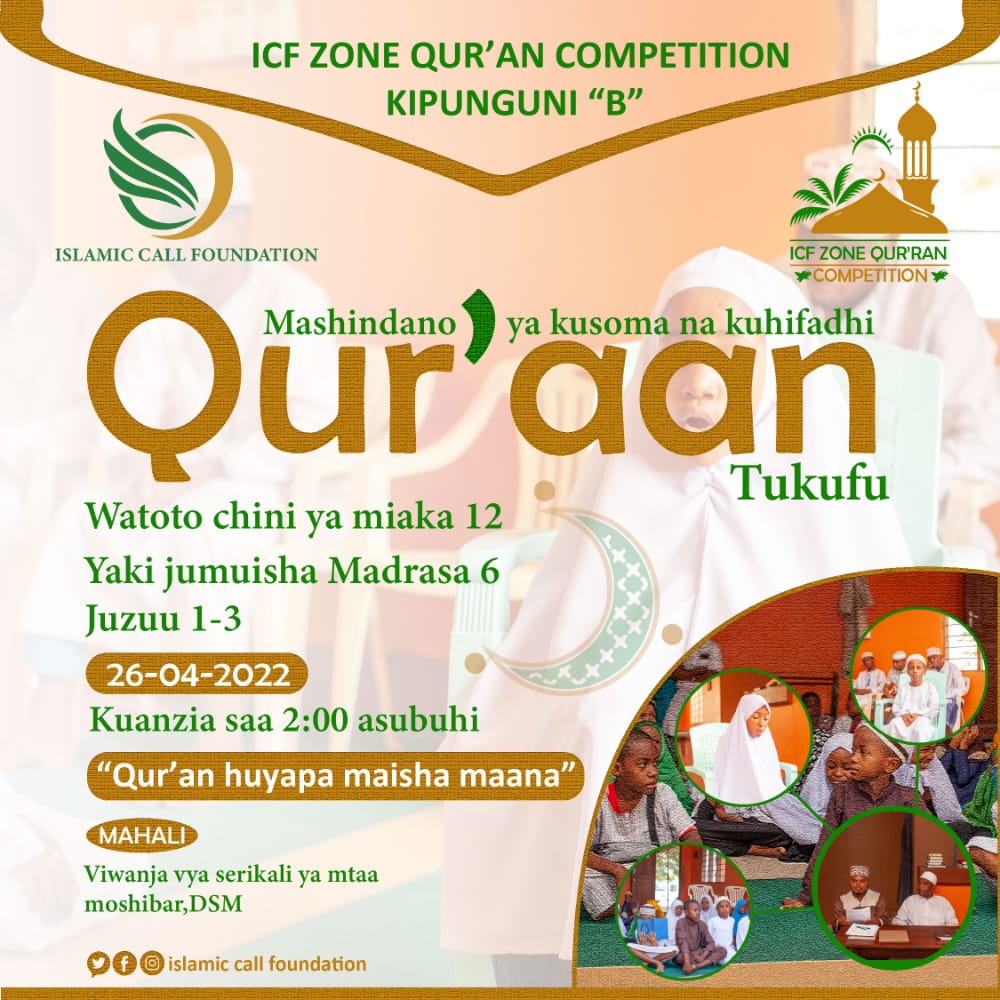 ICF ZONE QUR’AN COMPETITION
KIPUNGUNI “B”
ISLAMIC CALL FOUNDATION
ICF ZONE QUR'RAN
COMPETITION
Mashindano ya kusoma na kuhifadhi
Qur’aan
Tukufu
Watoto chini ya miaka 12
Yaki jumuisha Madrasa 6
Juzuu 1-3
26-04-2022
Kuanzia saa 2:00 asubuhi
“Qur’an huyapa maisha maana”
MAHALI
Viwanja vya serikali ya mtaa
moshibar,DSM
islamic call foundation